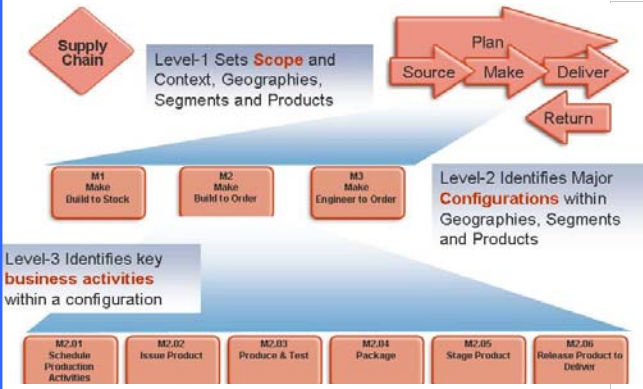 Supply
Chain
Level-1 Sets Scope and
Context, Geographies,
Segments and Products
Plan
Source
Make
Deliver
Return
M1
Make
Build to Stock
M2
Make
Build to Order
M3
Make
Engineer to Order
Level-2 Identifies Major
Configurations within
Geographies, Segments
and Products
Level-3 Identifies key
business activities
within a configuration
M2.01
Schedule
Production
Activities
M2.02
Issue Product
M2.03
Produce & Test
M2.04
Package
M2.05
Stage Product
M2.06
Release Product to
Deliver